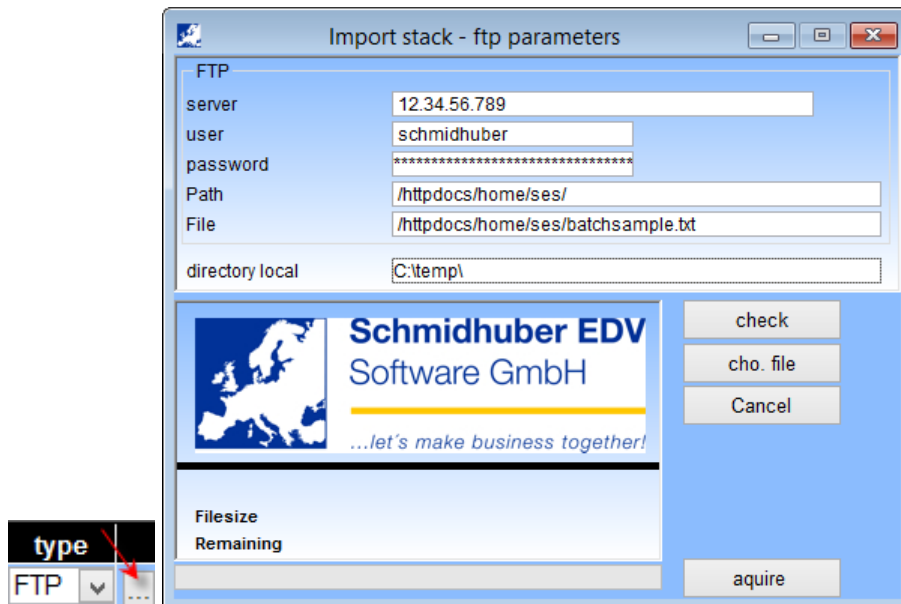 Import stack - ftp parameters
FTP
server 12.34.56.789
user schmidhuber
password *********************************
Path /httpdocs/home/ses/
File /httpdocs/home/ses/batchsample.txt
directory local C:\temp\
Schmidhuber EDV
Software GmbH
...let´s make business together!
Filesize
Remaining
check
cho. file
Cancel
aquire
type
FTP ...